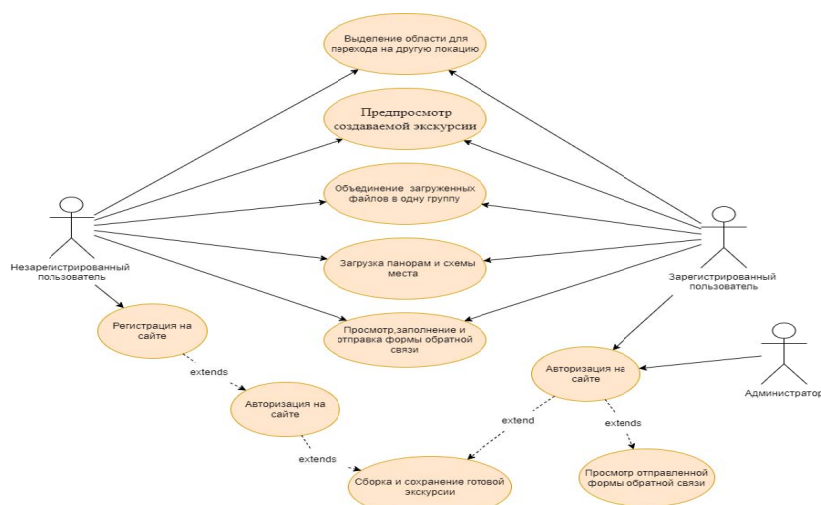 Выделение области для
перехода на другую локацию
Предпросмотр
создаваемой экскурсии
Объединение загруженных
файлов в одну группу
Незарегистрированный
пользователь
Загрузка панорам и схемы
места
Зарегистрированный
пользователь
Регистрация на
сайте
Просмотр,заполнение и
отправка формы обратной
связи
extends
Авторизация на
сайте
Администратор
Авторизация на
сайте
extend
extends
extends
Сборка и сохранение готовой
экскурсии
Просмотр отправленной
формы обратной связи